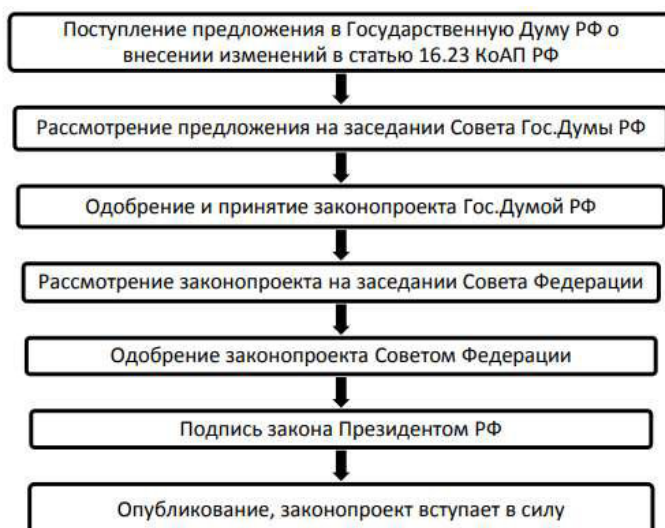 Поступление предложения в Государственную Думу РФ о
внесении изменений в статью 16.23 КоАП РФ
Рассмотрение предложения на заседании Совета Гос.Думы РФ
Одобрение и принятие законопроекта Гос.Думой РФ
Рассмотрение законопроекта на заседании Совета Федерации
Одобрение законопроекта Советом Федерации
Подпись закона Президентом РФ
Опубликование, законопроект вступает в силу